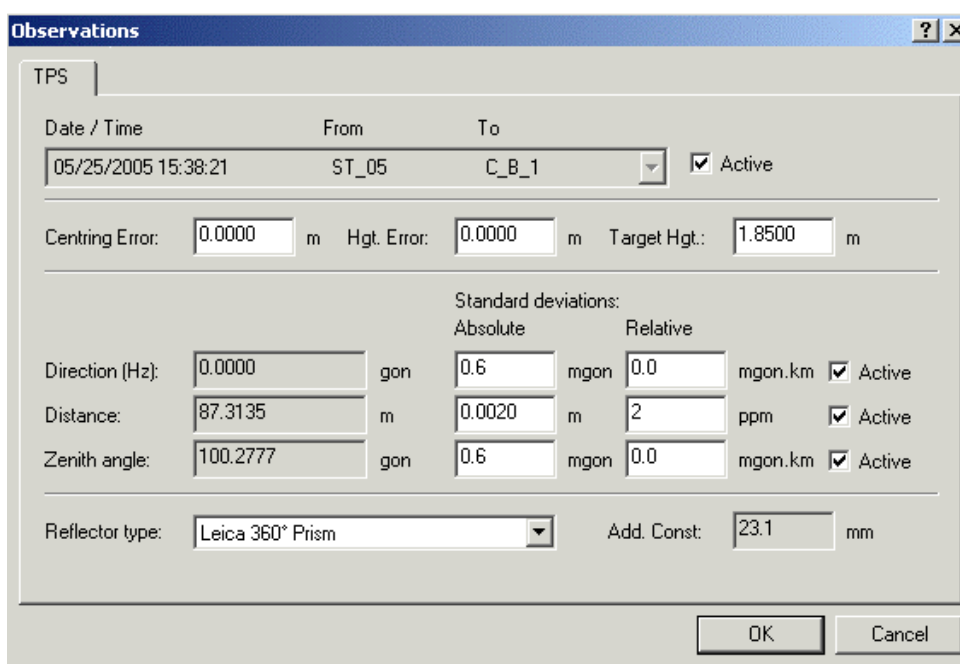 Observations
TPS
Date / Time From To
05/25/2005 15:38:21 ST_05 C_B_1 Active
Centring Error: 0.0000 m Hgt. Error: 0.0000 m Target Hgt.: 1.8500 m
Standard deviations:
Absolute Relative
Direction (Hz): 0.0000 gon 0.6 mgon 0.0 mgon.km Active
Distance: 87.3135 m 0.0020 m 2 ppm Active
Zenith angle: 100.2777 gon 0.6 mgon 0.0 mgon.km Active
Reflector type: Leica 360° Prism Add. Const: 23.1 mm
OK Cancel